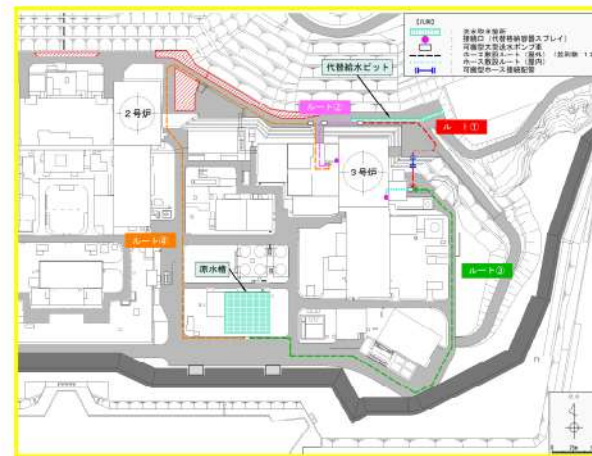 【凡例】
淡水取水箇所
接続口（代替格納容器スプレイ）
可搬型大型送水ポンプ車
ホース敷設ルート（屋外）
ホース敷設ルート（屋内）
可搬型ホース接続配管
代替給水ピット
2号炉
ルート②
ルート①
3号炉
ルート④
ルート③
原水槽